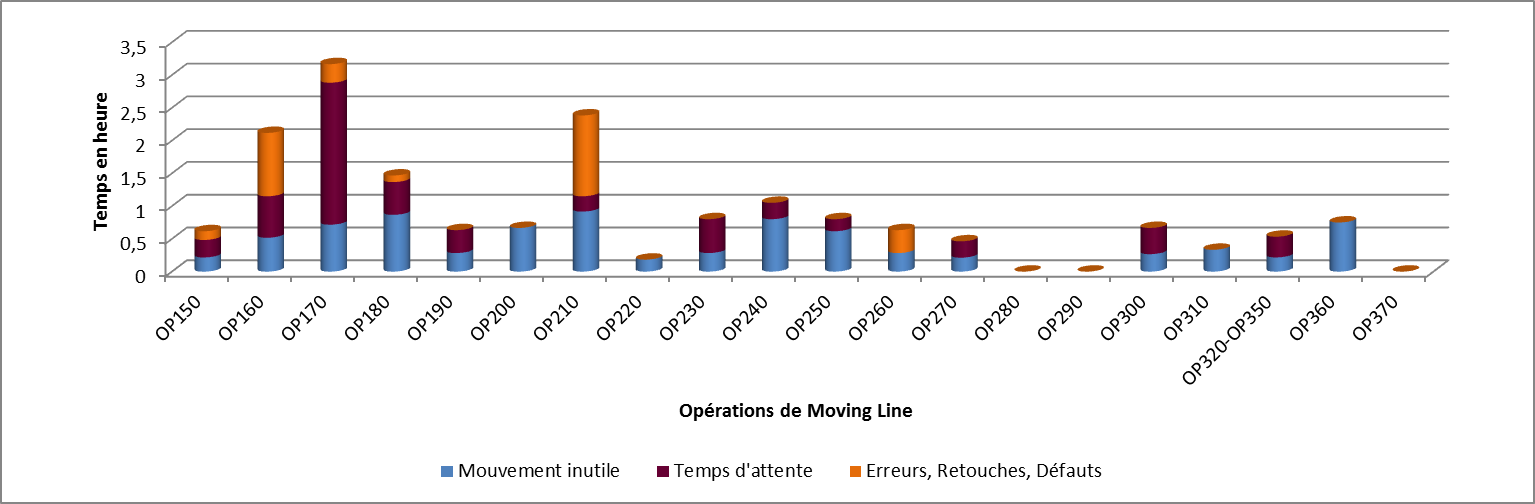 3,5
3
2,5
2
1,5
1
0,5
0
Temps en heure
OP150
OP160
OP170
OP180
OP190
OP200
OP210
OP220
OP230
OP240
OP250
OP260
OP270
OP280
OP290
OP300
OP310
OP320-OP350
OP360
OP370
Opérations de Moving Line
Mouvement inutile
Temps d'attente
Erreurs, Retouches, Défauts